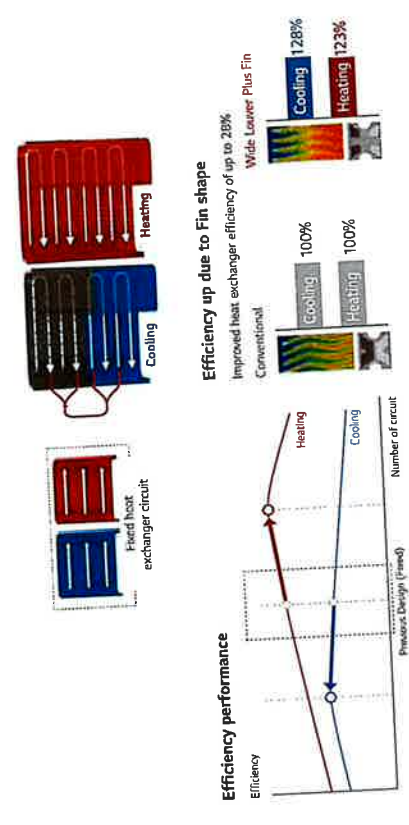 Fixed heat
exchanger circuit
Cooling
Heating
Efficiency performance
Efficiency
Heating
Cooling
Number of circuit
Previous Design (Fixed)
Efficiency up due to Fin shape
Improved heat exchanger efficiency of up to 28%
Conventional
Cooling
100%
Heating
100%
Wide Louver Plus Fin
Cooling
128%
Heating
123%